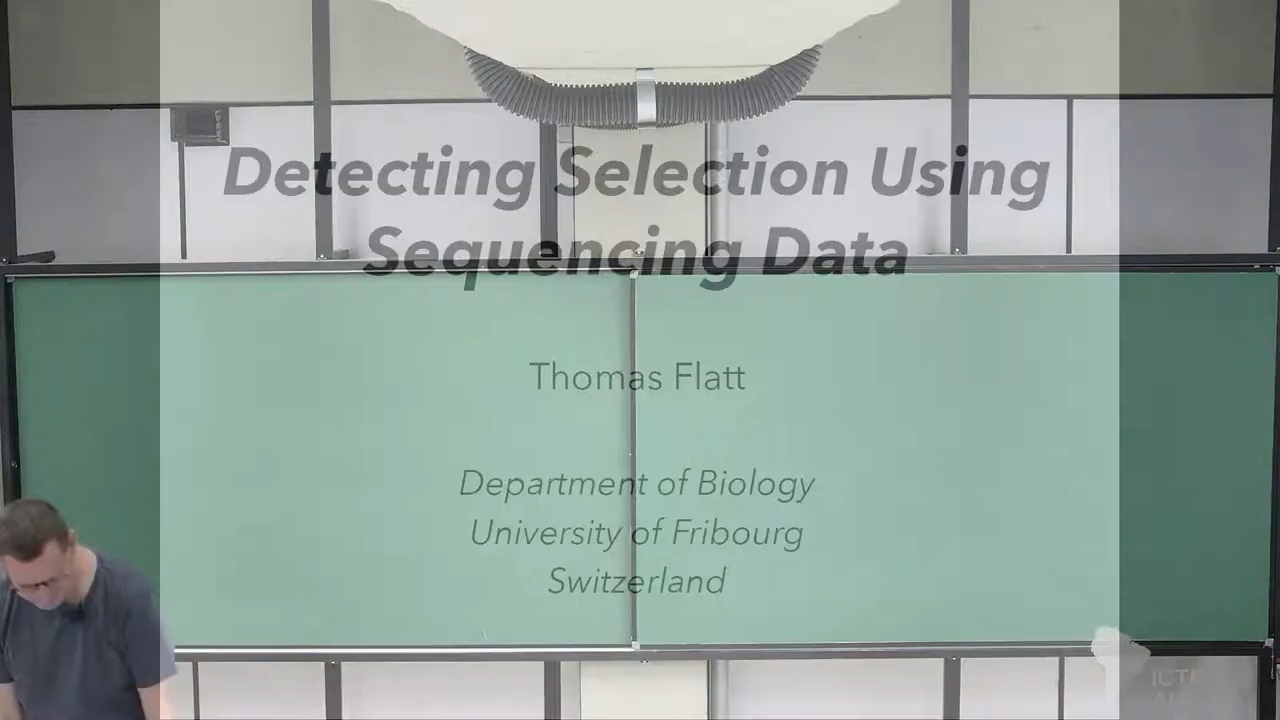 Detecting Selection Using
Sequencing Data
Thomas Flatt
Department of Biology
University of Fribourg
Switzerland